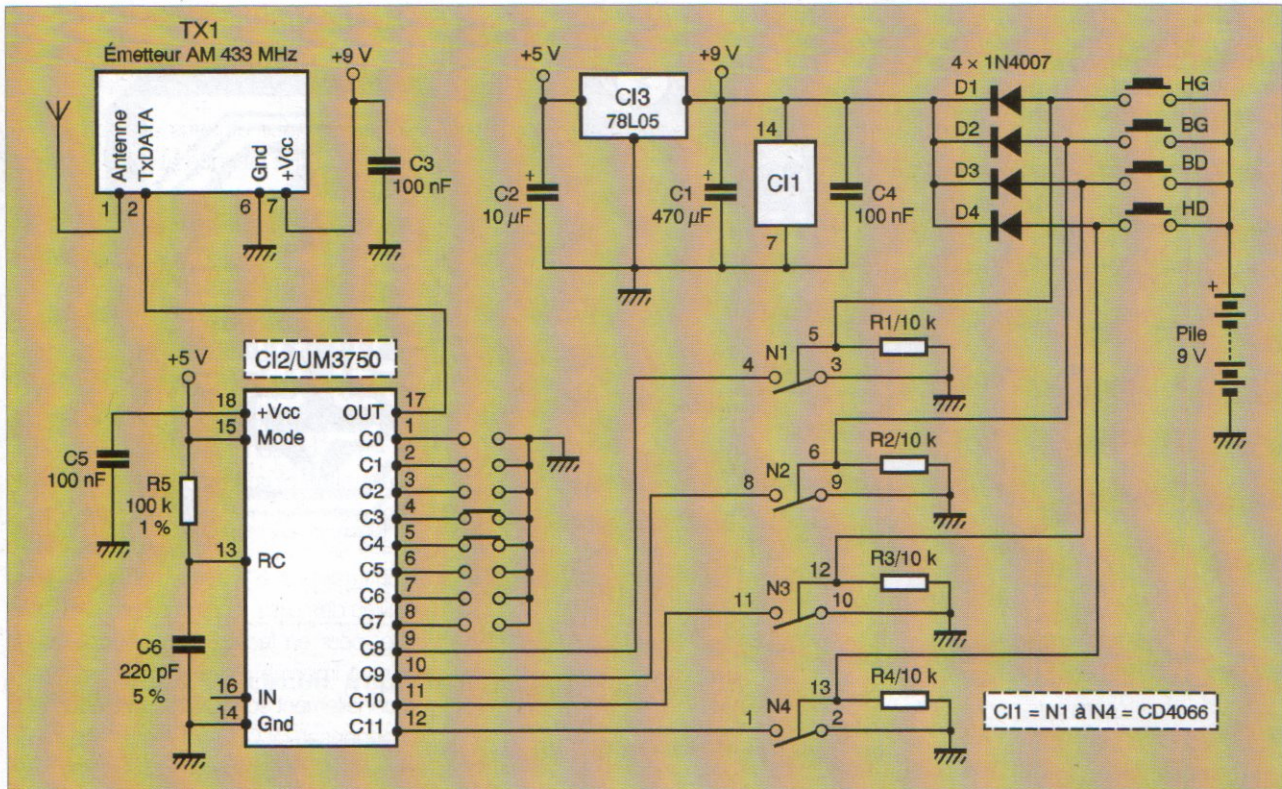 TX1
Émetteur AM 433 MHz
+9 V
Antenne
TxDATA
Gnd
+Vcc
1
2
6
7
C3
100 nF
+5 V
CI3
78L05
+9 V
C2
+
10 µF
C1
+
470 µF
14
CI1
7
C4
100 nF
4 × 1N4007
D1
D2
D3
D4
HG
BG
BD
HD
+
Pile
9 V
+5 V
CI2/UM3750
18
+Vcc
15
Mode
C5
100 nF
R5
100 k
1 %
13
RC
C6
220 pF
5 %
16
IN
14
Gnd
OUT
17
C0
1
C1
2
C2
3
C3
4
C4
5
C5
6
C6
7
C7
8
C8
9
C9
10
C10
11
C11
12
4
N1
5
3
R1/10 k
8
N2
6
9
R2/10 k
11
N3
12
10
R3/10 k
1
N4
13
2
R4/10 k
CI1 = N1 à N4 = CD4066